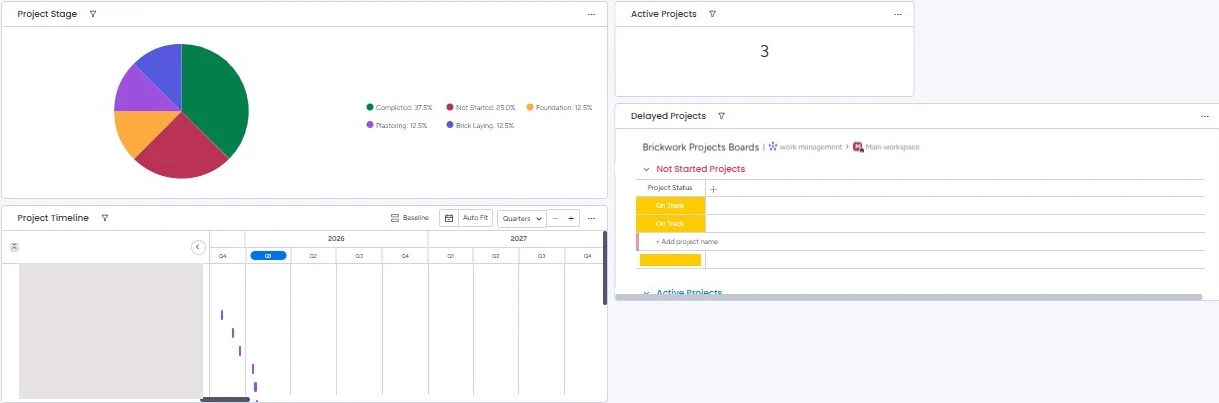 Project Stage
Completed: 37.5%
Not Started: 25.0%
Foundation: 12.5%
Plastering: 12.5%
Brick Laying: 12.5%
Active Projects
3
Delayed Projects
Brickwork Projects Boards | work management > Main workspace
Not Started Projects
Project Status +
On Track
On Track
+ Add project name
Active Projects
Project Timeline
Baseline
Auto Fit
Quarters
− +
2026 2027
Q4 Q1 Q2 Q3 Q4 Q1 Q2 Q3 Q4